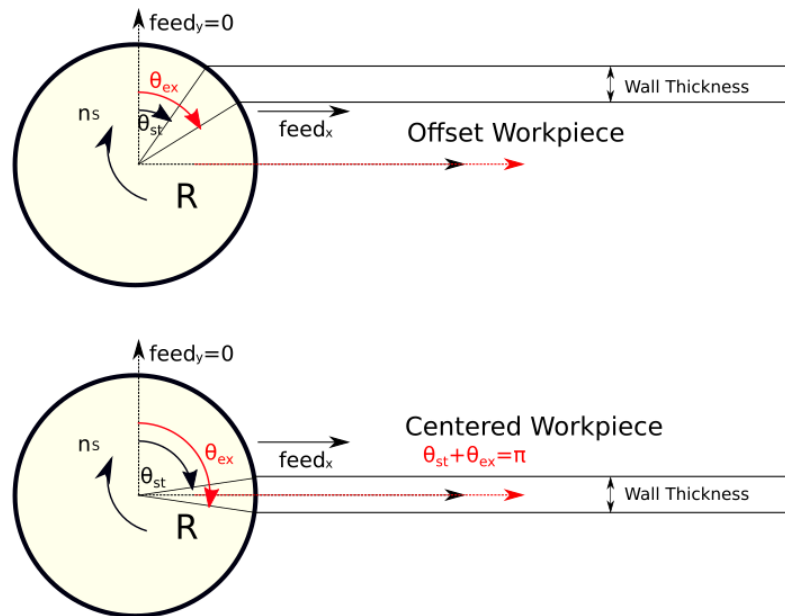 feedy=0
θex
Wall Thickness
nS
θst
feedx
Offset Workpiece
R
feedy=0
Centered Workpiece
nS
θex
feedx
θst+θex=π
θst
Wall Thickness
R